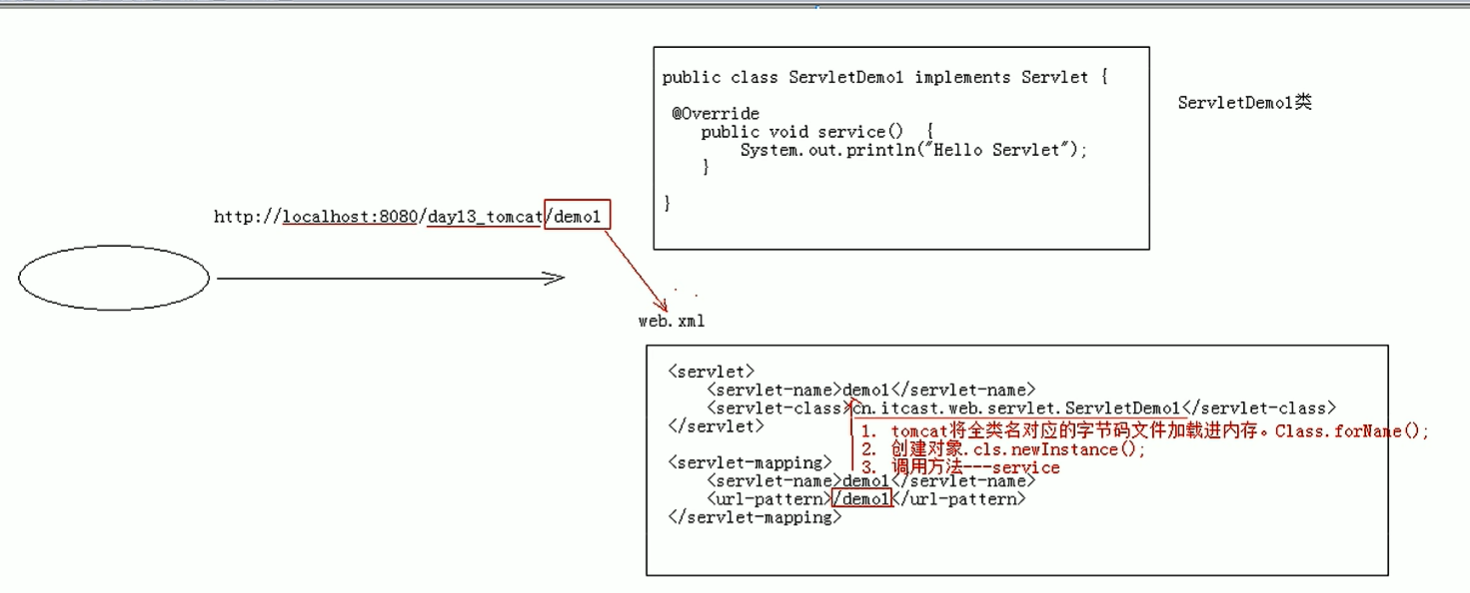 public class ServletDemo1 implements Servlet {
@Override
public void service() {
System.out.println("Hello Servlet");
}
}
ServletDemo1类
http://localhost:8080/day13_tomcat/demo1
web.xml
<servlet>
<servlet-name>demo1</servlet-name>
<servlet-class>cn.itcast.web.servlet.ServletDemo1</servlet-class>
</servlet>
1. tomcat将全类名对应的字节码文件加载进内存。Class.forName();
2. 创建对象.cls.newInstance();
3. 调用方法---service
<servlet-mapping>
<servlet-name>demo1</servlet-name>
<url-pattern>/demo1</url-pattern>
</servlet-mapping>